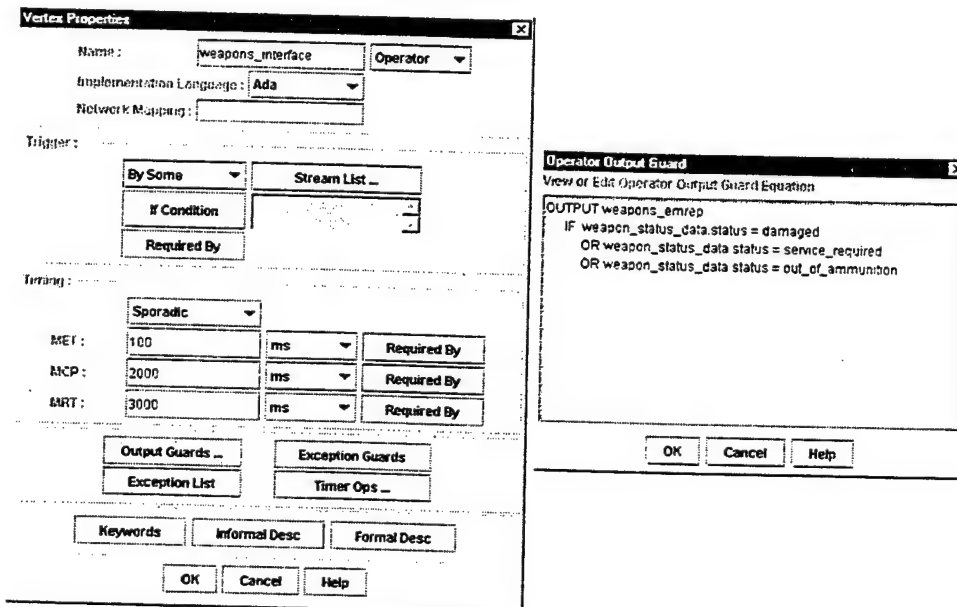 Vertex Properties
Name : weapons_interface Operator
Implementation Language : Ada
Network Mapping :
Trigger :
By Some Stream List ...
If Condition
Required By
Timing :
Sporadic
MET : 100 ms Required By
MCP : 2000 ms Required By
MRT : 3000 ms Required By
Output Guards ... Exception Guards
Exception List Timer Ops ...
Keywords Informal Desc Formal Desc
OK Cancel Help
Operator Output Guard
View or Edit Operator Output Guard Equation
OUTPUT weapons_emrep
IF weapon_status_data.status = damaged
OR weapon_status_data status = service_required
OR weapon_status_data status = out_of_ammunition
OK Cancel Help